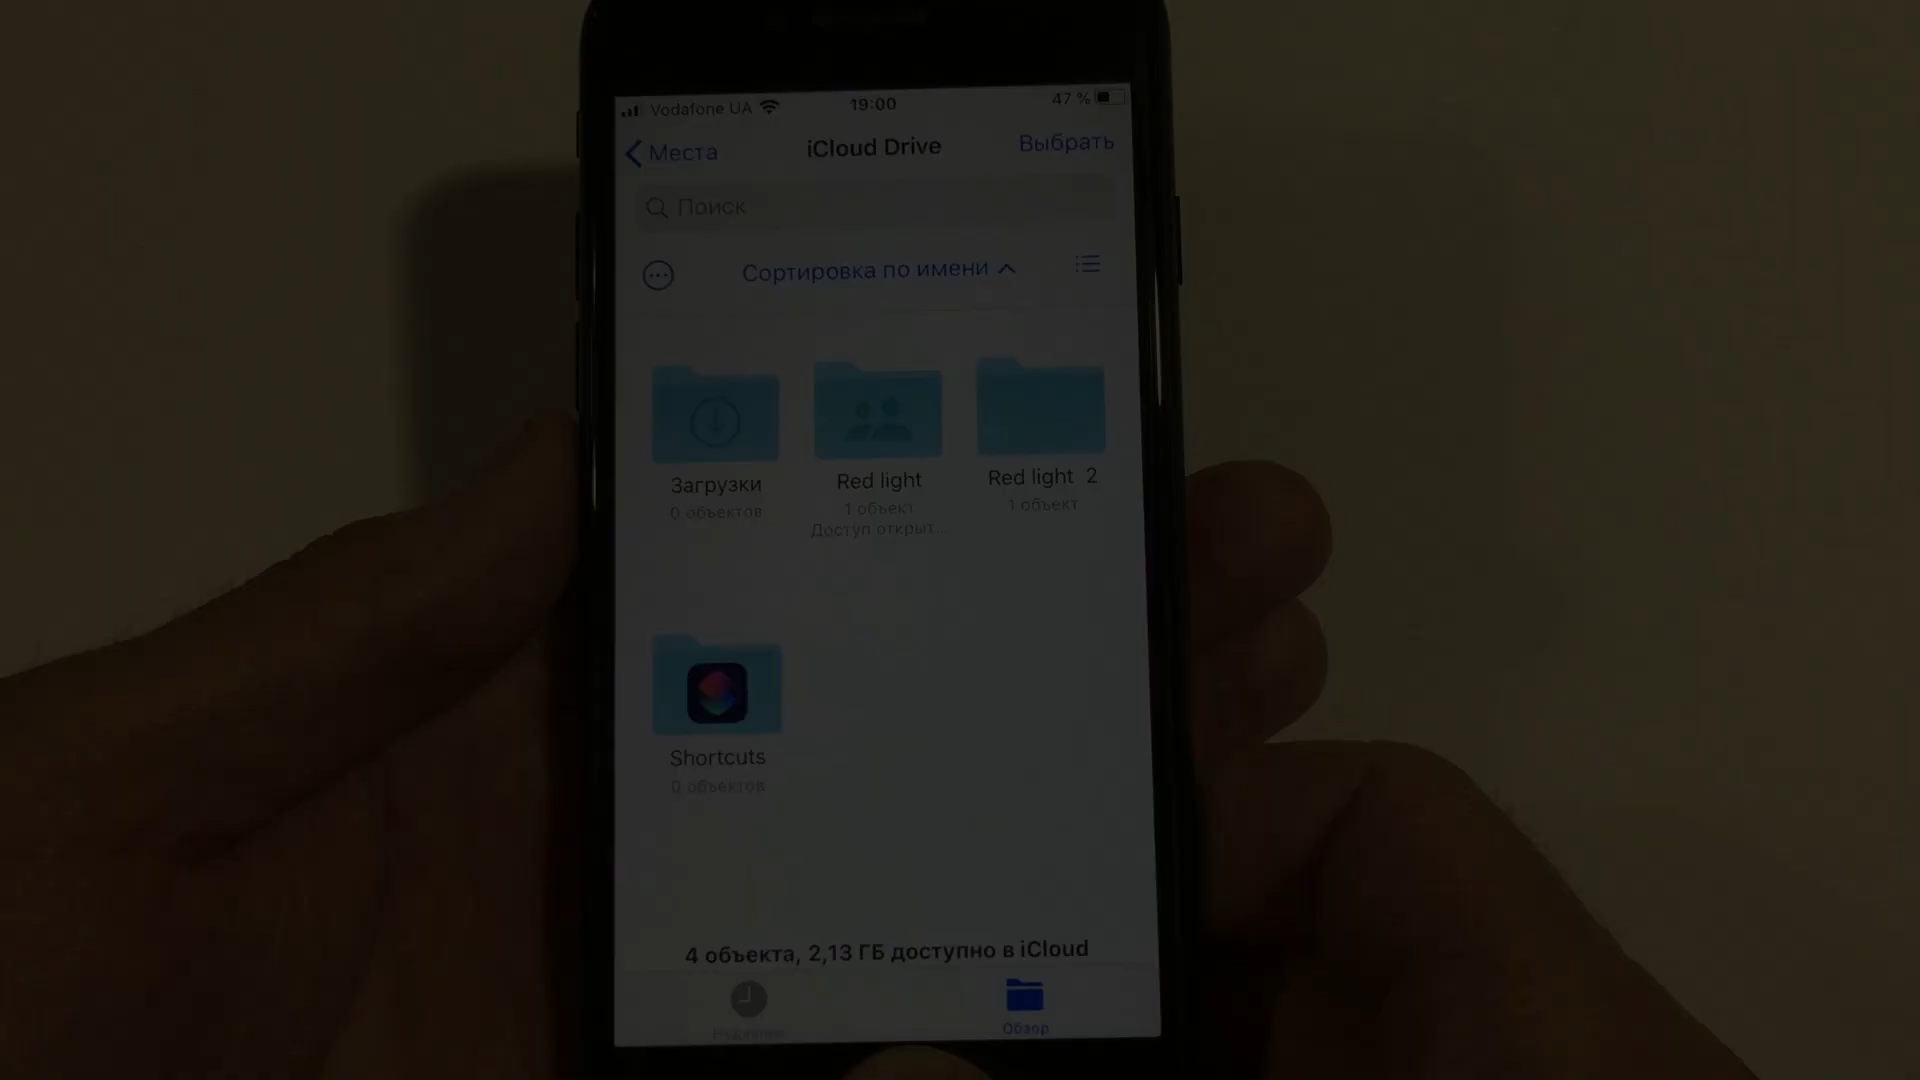 Vodafone UA 19:00 47 %
Места iCloud Drive Выбрать
Поиск
Сортировка по имени
Загрузки
0 объектов
Red light
1 объект
Доступ открыт...
Red light 2
1 объект
Shortcuts
0 объектов
4 объекта, 2,13 ГБ доступно в iCloud
Обзор